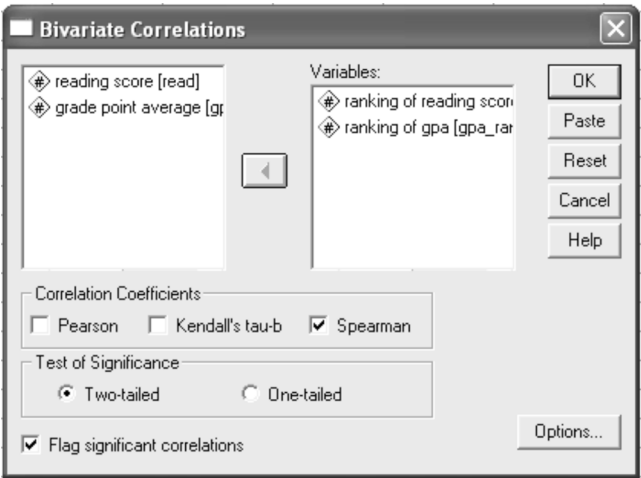 Bivariate Correlations
reading score [read]
grade point average [gp
Variables:
ranking of reading score
ranking of gpa [gpa_ran
OK
Paste
Reset
Cancel
Help
Correlation Coefficients
Pearson
Kendall's tau-b
Spearman
Test of Significance
Two-tailed
One-tailed
Flag significant correlations
Options...